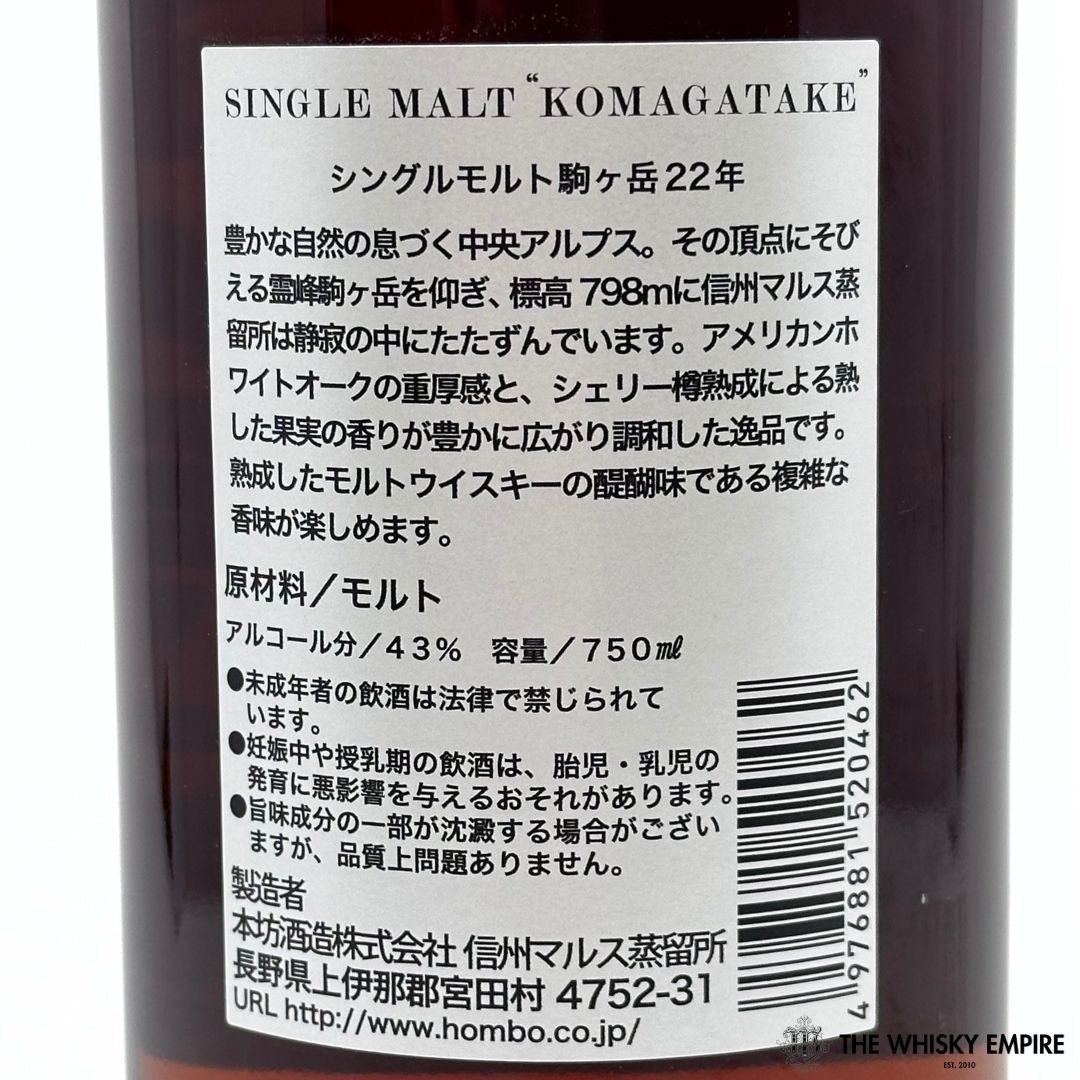 SINGLE MALT “KOMAGATAKE”
シングルモルト駒ヶ岳22年
豊かな自然の息づく中央アルプス。その頂点にそび
える霊峰駒ヶ岳を仰ぎ、標高 798mに信州マルス蒸
留所は静寂の中にたたずんでいます。アメリカンホ
ワイトオークの重厚感と、シェリー樽熟成による熟
した果実の香りが豊かに広がり調和した逸品です。
熟成したモルトウイスキーの醍醐味である複雑な
香味が楽しめます。
原材料／モルト
アルコール分／43%　容量／750㎖
●未成年者の飲酒は法律で禁じられて
います。
●妊娠中や授乳期の飲酒は、胎児・乳児の
発育に悪影響を与えるおそれがあります。
●旨味成分の一部が沈澱する場合がござい
ますが、品質上問題ありません。
製造者
本坊酒造株式会社 信州マルス蒸留所
長野県上伊那郡宮田村 4752-31
URL http://www.hombo.co.jp/
4 976881 520462
THE WHISKY EMPIRE
EST. 2010